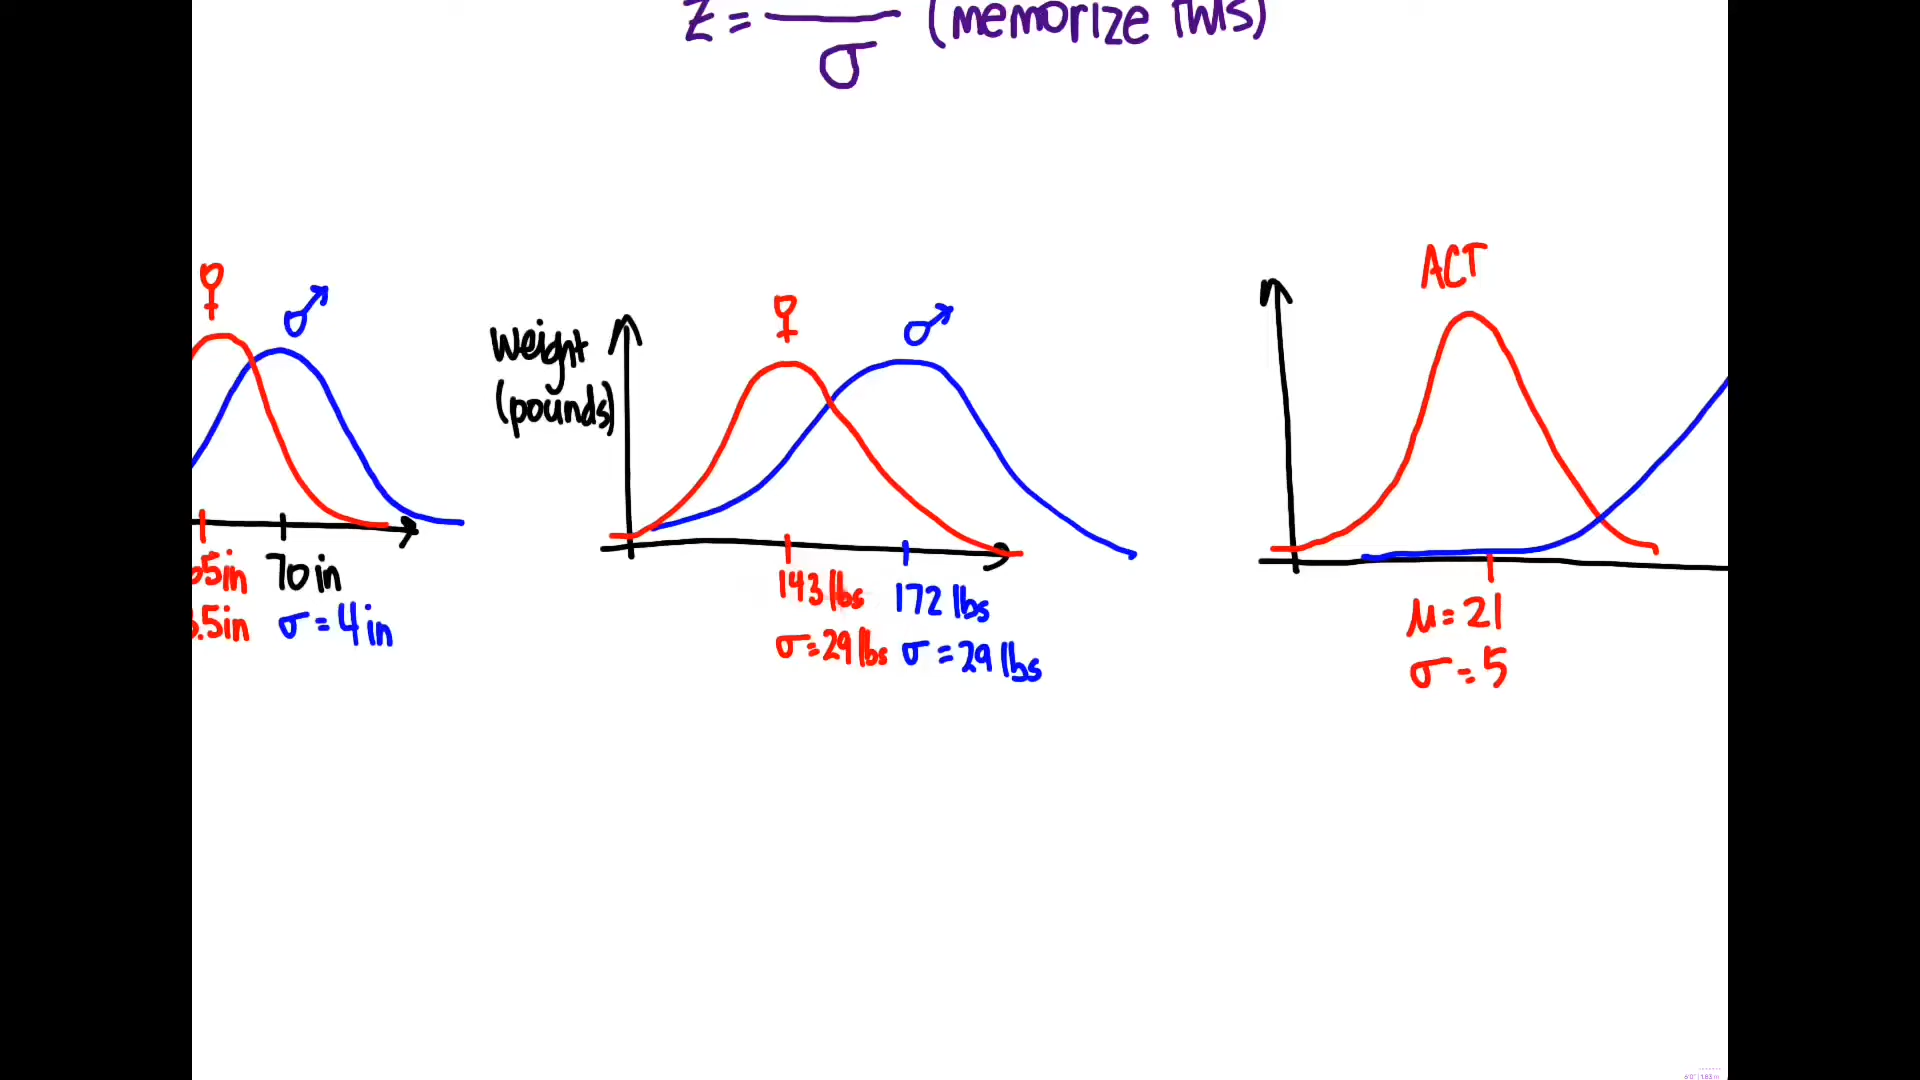 z = ― (memorize this)
σ
♀
♂
5in
70in
.5in
σ = 4in
Weight
(pounds)
♀
♂
143 lbs
172 lbs
σ = 29 lbs
σ = 29 lbs
ACT
μ = 21
σ = 5